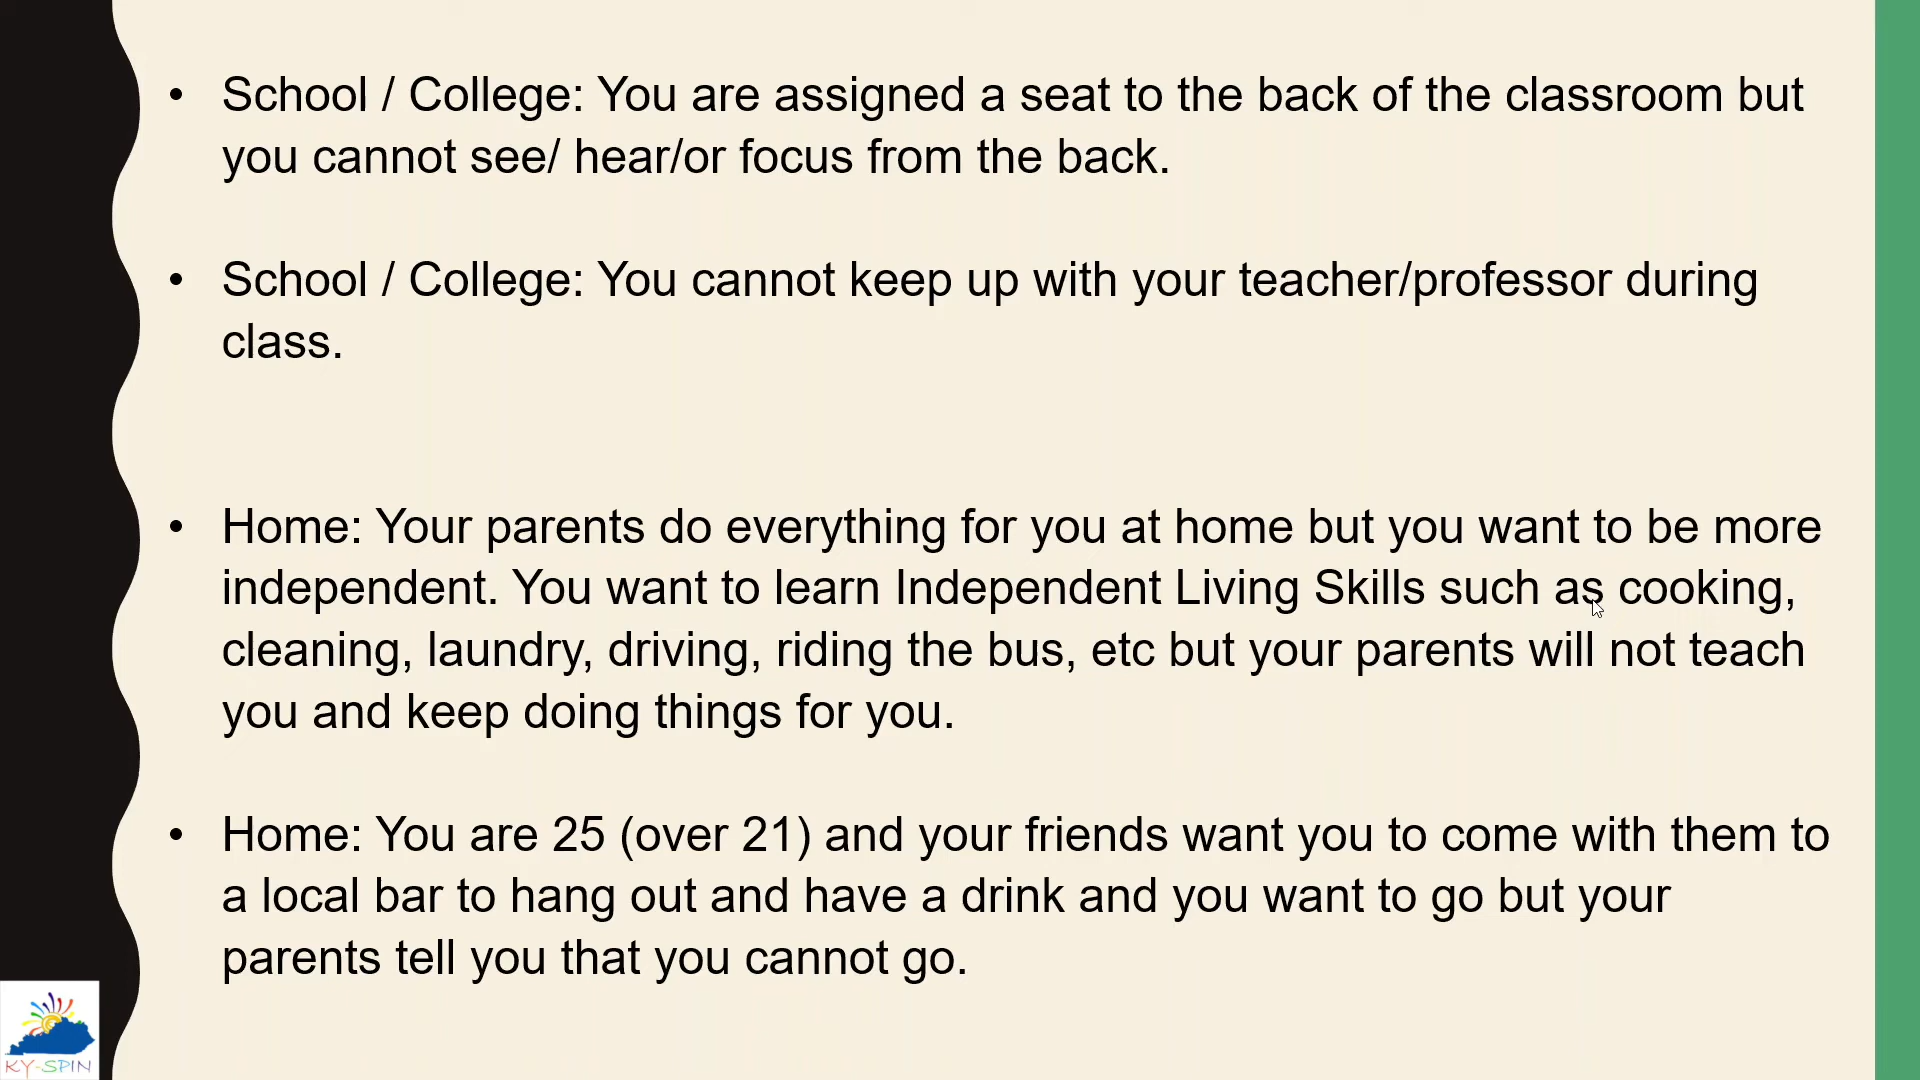 • School / College: You are assigned a seat to the back of the classroom but
you cannot see/ hear/or focus from the back.
• School / College: You cannot keep up with your teacher/professor during
class.
• Home: Your parents do everything for you at home but you want to be more
independent. You want to learn Independent Living Skills such as cooking,
cleaning, laundry, driving, riding the bus, etc but your parents will not teach
you and keep doing things for you.
• Home: You are 25 (over 21) and your friends want you to come with them to
a local bar to hang out and have a drink and you want to go but your
parents tell you that you cannot go.
KY-SPIN